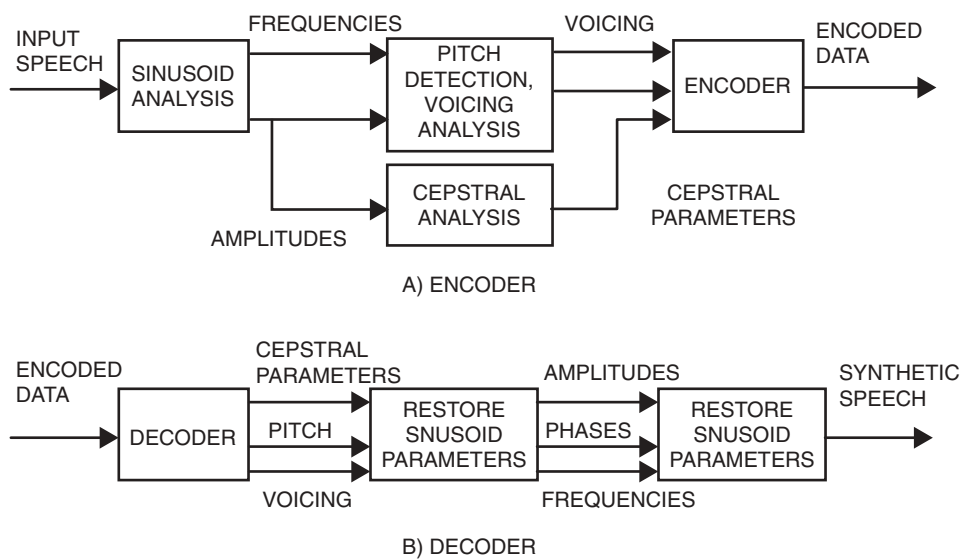 FREQUENCIES
VOICING
INPUT
SPEECH
ENCODED
DATA
SINUSOID
ANALYSIS
PITCH
DETECTION,
VOICING
ANALYSIS
ENCODER
CEPSTRAL
ANALYSIS
CEPSTRAL
PARAMETERS
AMPLITUDES
A) ENCODER
ENCODED
DATA
CEPSTRAL
PARAMETERS
AMPLITUDES
SYNTHETIC
SPEECH
DECODER
PITCH
RESTORE
SNUSOID
PARAMETERS
PHASES
RESTORE
SNUSOID
PARAMETERS
VOICING
FREQUENCIES
B) DECODER